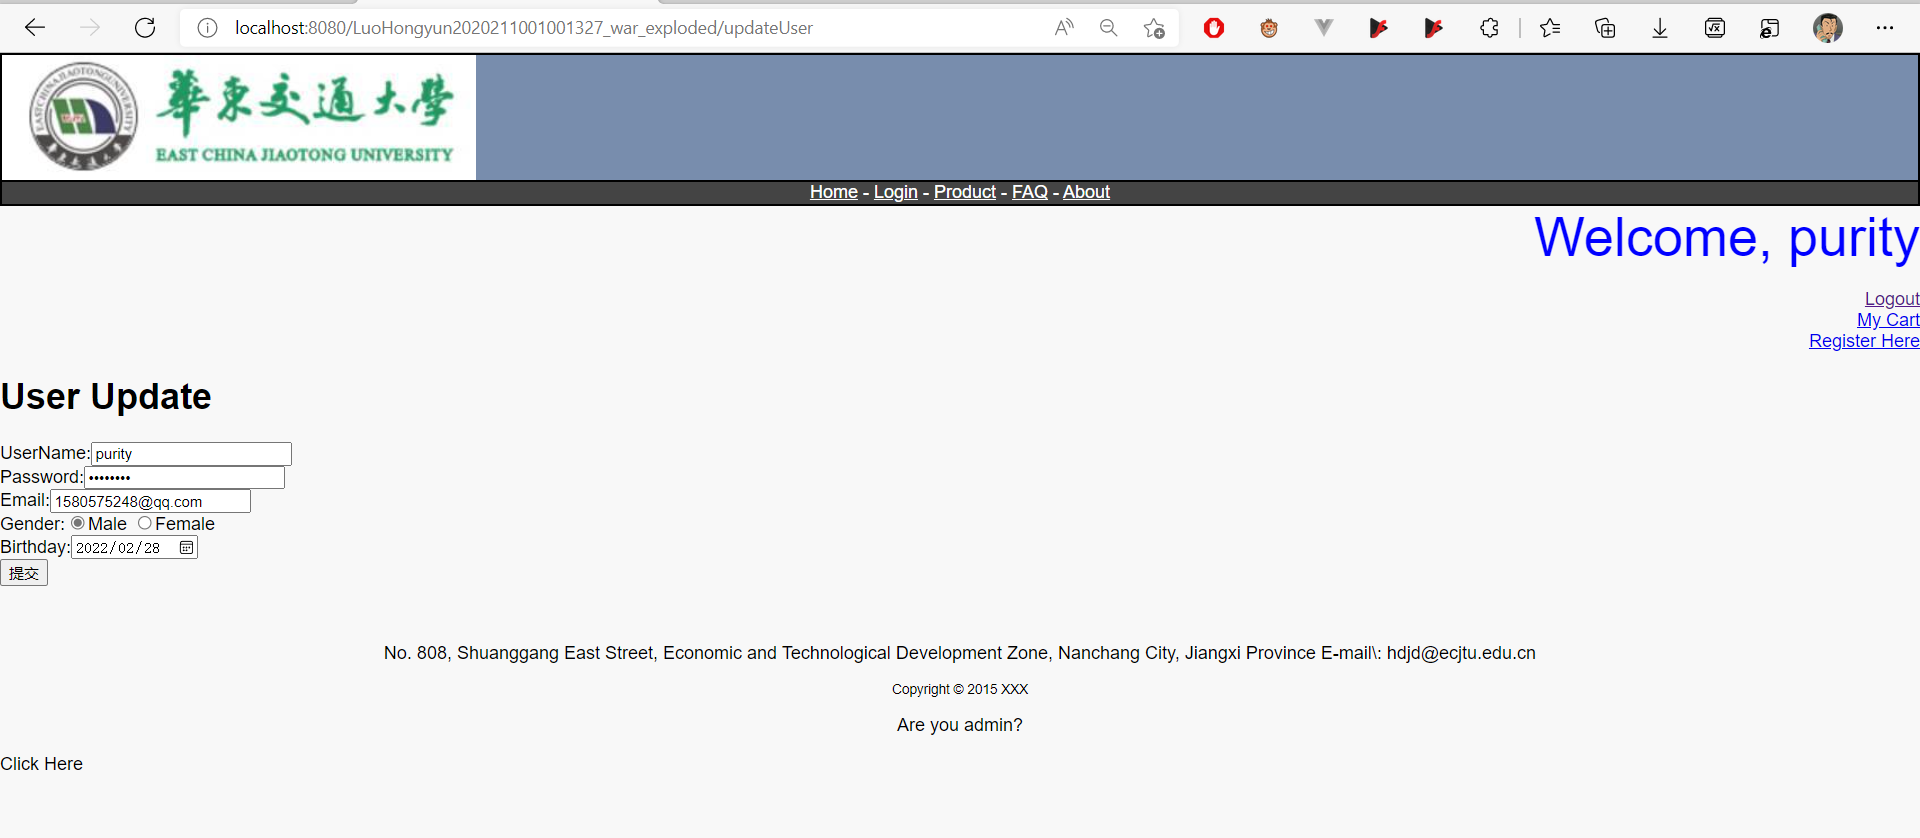 localhost:8080/LuoHongyun2020211001001327_war_exploded/updateUser
華東交通大學
EAST CHINA JIAOTONG UNIVERSITY
Home - Login - Product - FAQ - About
Welcome, purity
Logout
My Cart
Register Here
User Update
UserName: purity
Password: ••••••••
Email: 1580575248@qq.com
Gender: Male Female
Birthday: 2022/02/28
提交
No. 808, Shuanggang East Street, Economic and Technological Development Zone, Nanchang City, Jiangxi Province E-mail\: hdjd@ecjtu.edu.cn
Copyright © 2015 XXX
Are you admin?
Click Here